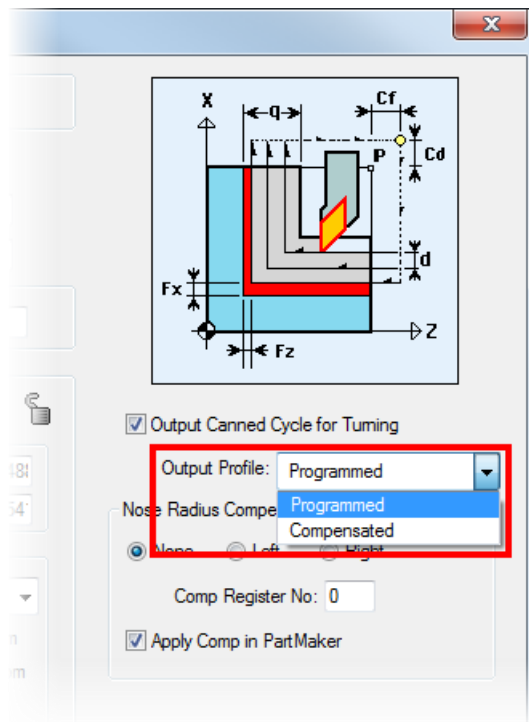 X
q
Cf
P
Cd
d
Fx
Z
Fz
Output Canned Cycle for Turning
Output Profile: Programmed
Programmed
Compensated
Nose Radius Compe
None Left Right
Comp Register No: 0
Apply Comp in PartMaker